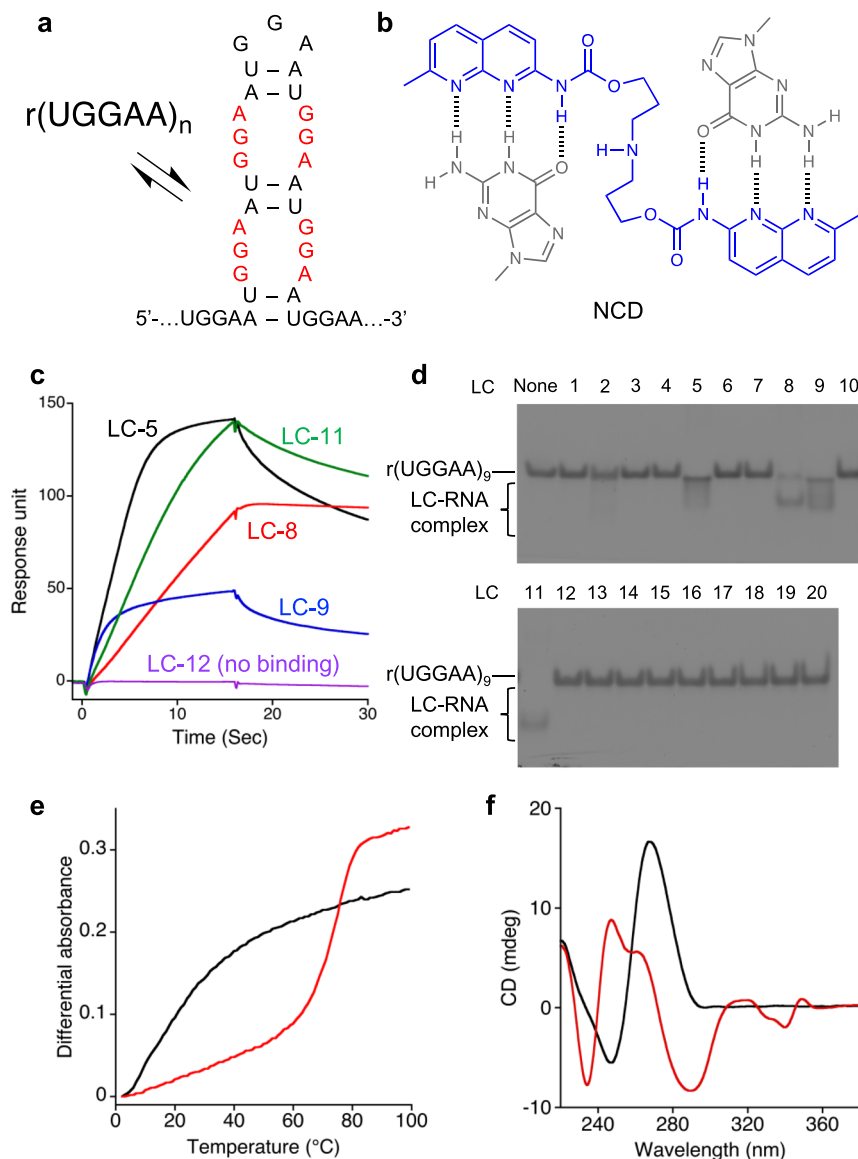 a
r(UGGAA)n
G
G A
U A
A U
A G
G G
G A
U – A
A – U
A G
G G
G A
U – A
5'-...UGGAA – UGGAA...-3'
b
N N N O O
H H H
H N N H O
N
N N N
H N
N N
O N N H
H H
H
O N N N
O
NCD
c
Response unit
150
100
50
0
LC-5
LC-11
LC-8
LC-9
LC-12 (no binding)
0 10 20 30
Time (Sec)
d
LC None 1 2 3 4 5 6 7 8 9 10
r(UGGAA)9
LC-RNA
complex
LC 11 12 13 14 15 16 17 18 19 20
r(UGGAA)9
LC-RNA
complex
e
Differential absorbance
0.3
0.2
0.1
0
0 20 40 60 80 100
Temperature (°C)
f
CD (mdeg)
20
10
0
-10
240 280 320 360
Wavelength (nm)